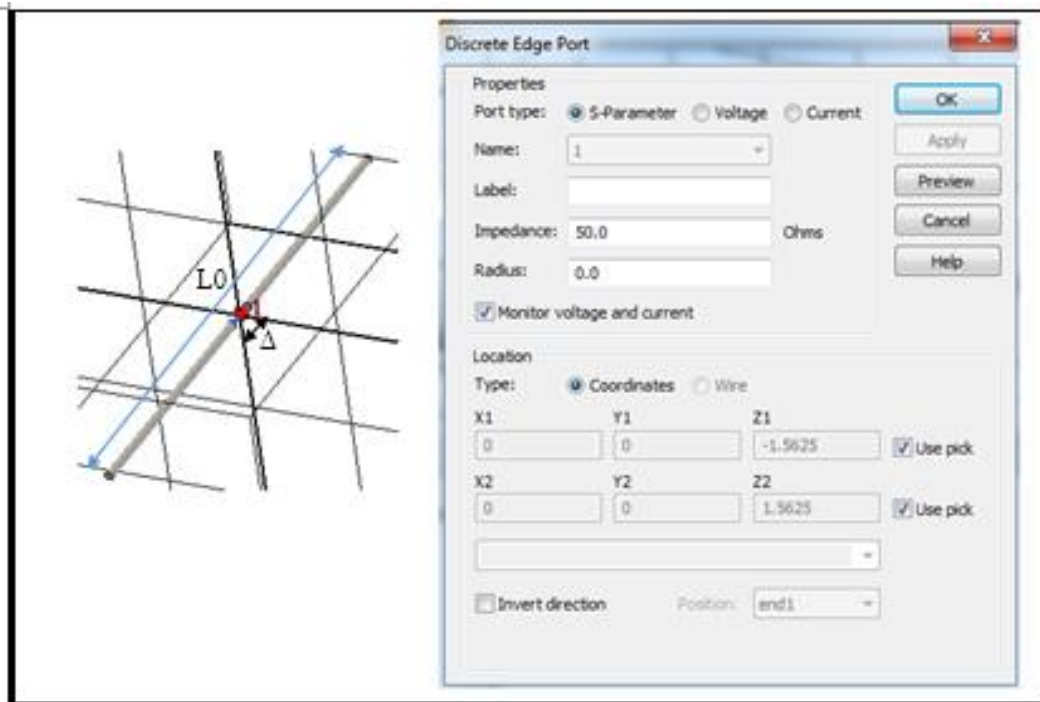 L0
1
Δ
Discrete Edge Port
Properties
Port type: S-Parameter Voltage Current
Name: 1
Label:
Impedance: 50.0 Ohms
Radius: 0.0
Monitor voltage and current
OK
Apply
Preview
Cancel
Help
Location
Type: Coordinates Wire
X1 Y1 Z1
0 0 -1.5625 Use pick
X2 Y2 Z2
0 0 1.5625 Use pick
Invert direction Position: end1